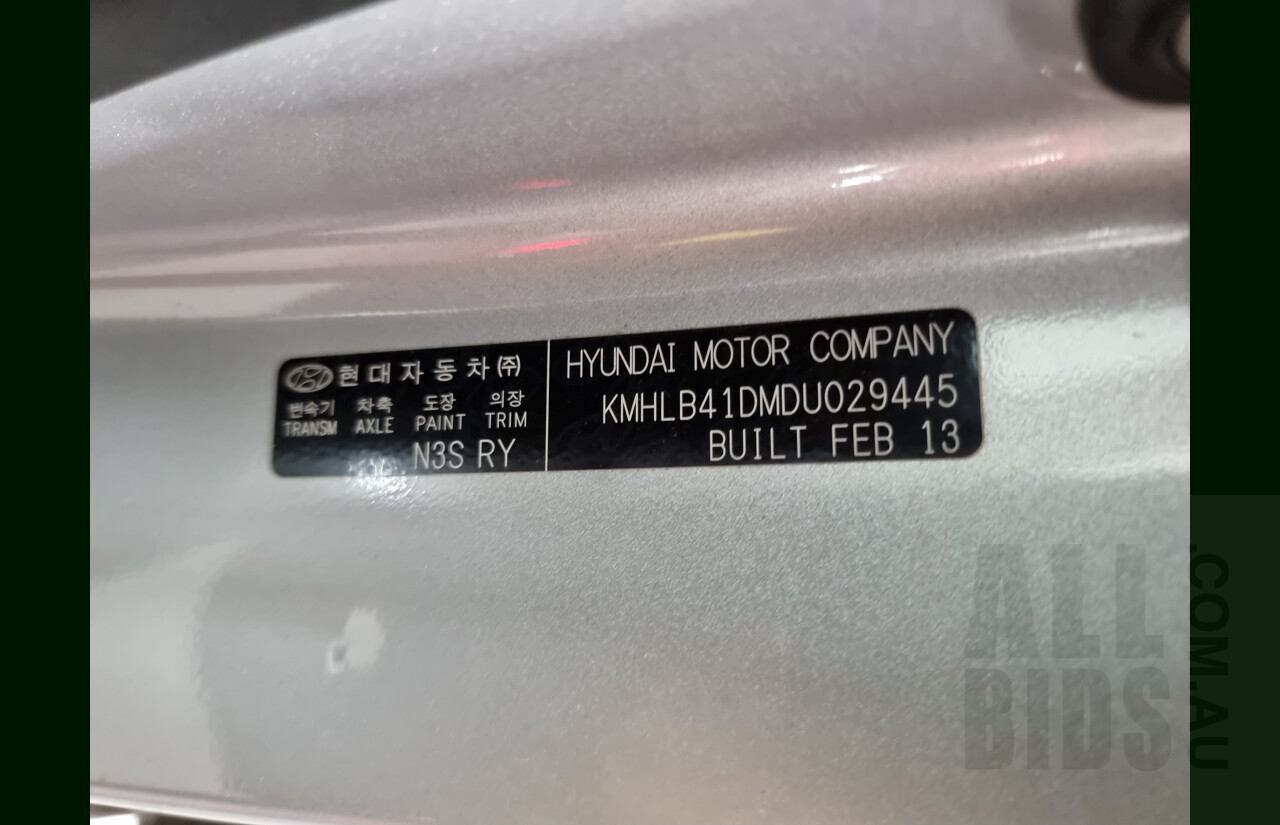 현대자동차㈜
변속기 차축 도장 의장
TRANSM AXLE PAINT TRIM
N3S RY
HYUNDAI MOTOR COMPANY
KMHLB41DMDU029445
BUILT FEB 13
ALL
BIDS
.COM.AU